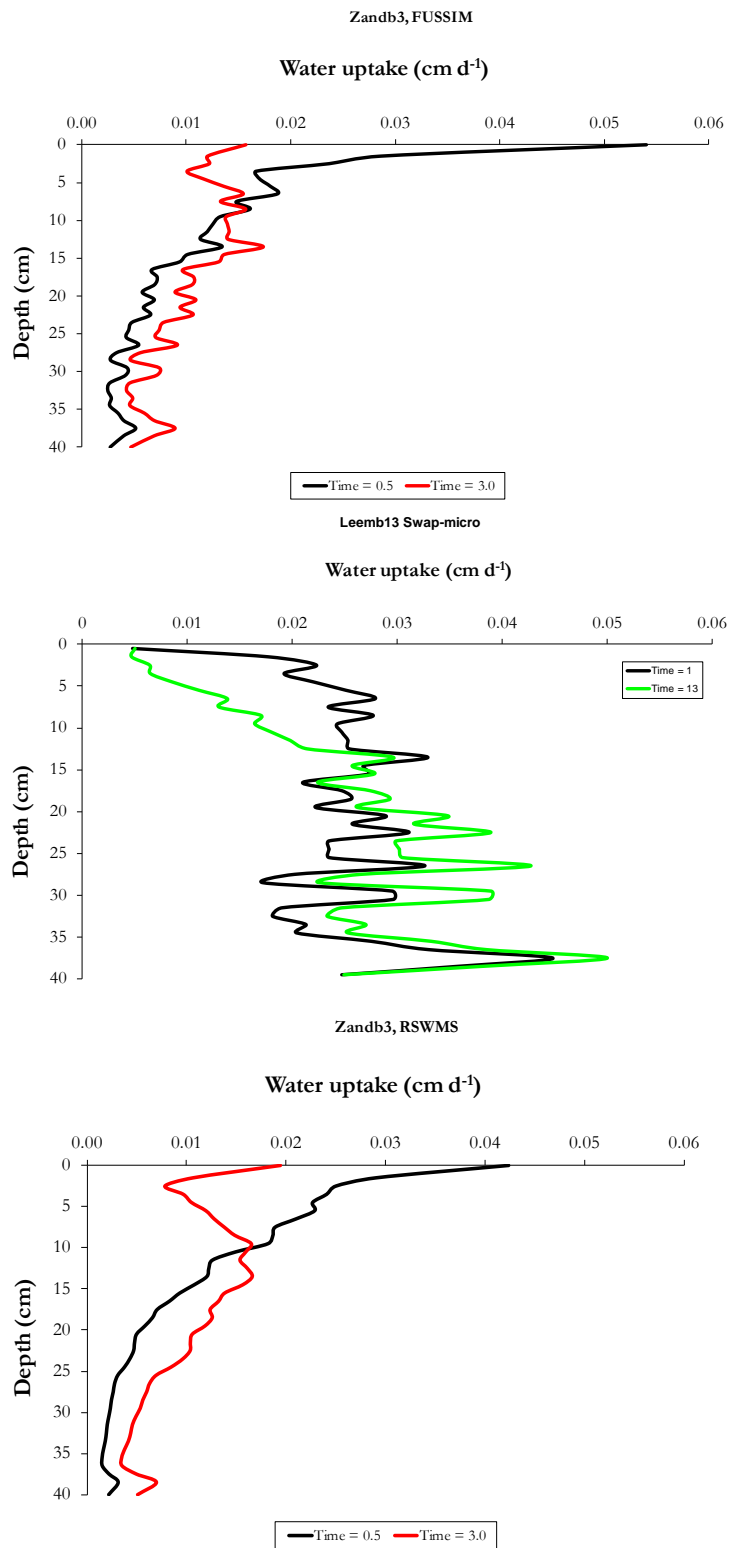 Zandb3, FUSSIM
Water uptake (cm d-1)
0.00 0.01 0.02 0.03 0.04 0.05 0.06
0
5
10
15
20
25
30
35
40
Depth (cm)
Time = 0.5 Time = 3.0
Leemb13 Swap-micro
Water uptake (cm d-1)
0 0.01 0.02 0.03 0.04 0.05 0.06
0
5
10
15
20
25
30
35
40
Depth (cm)
Time = 1
Time = 13
Zandb3, RSWMS
Water uptake (cm d-1)
0.00 0.01 0.02 0.03 0.04 0.05 0.06
0
5
10
15
20
25
30
35
40
Depth (cm)
Time = 0.5 Time = 3.0